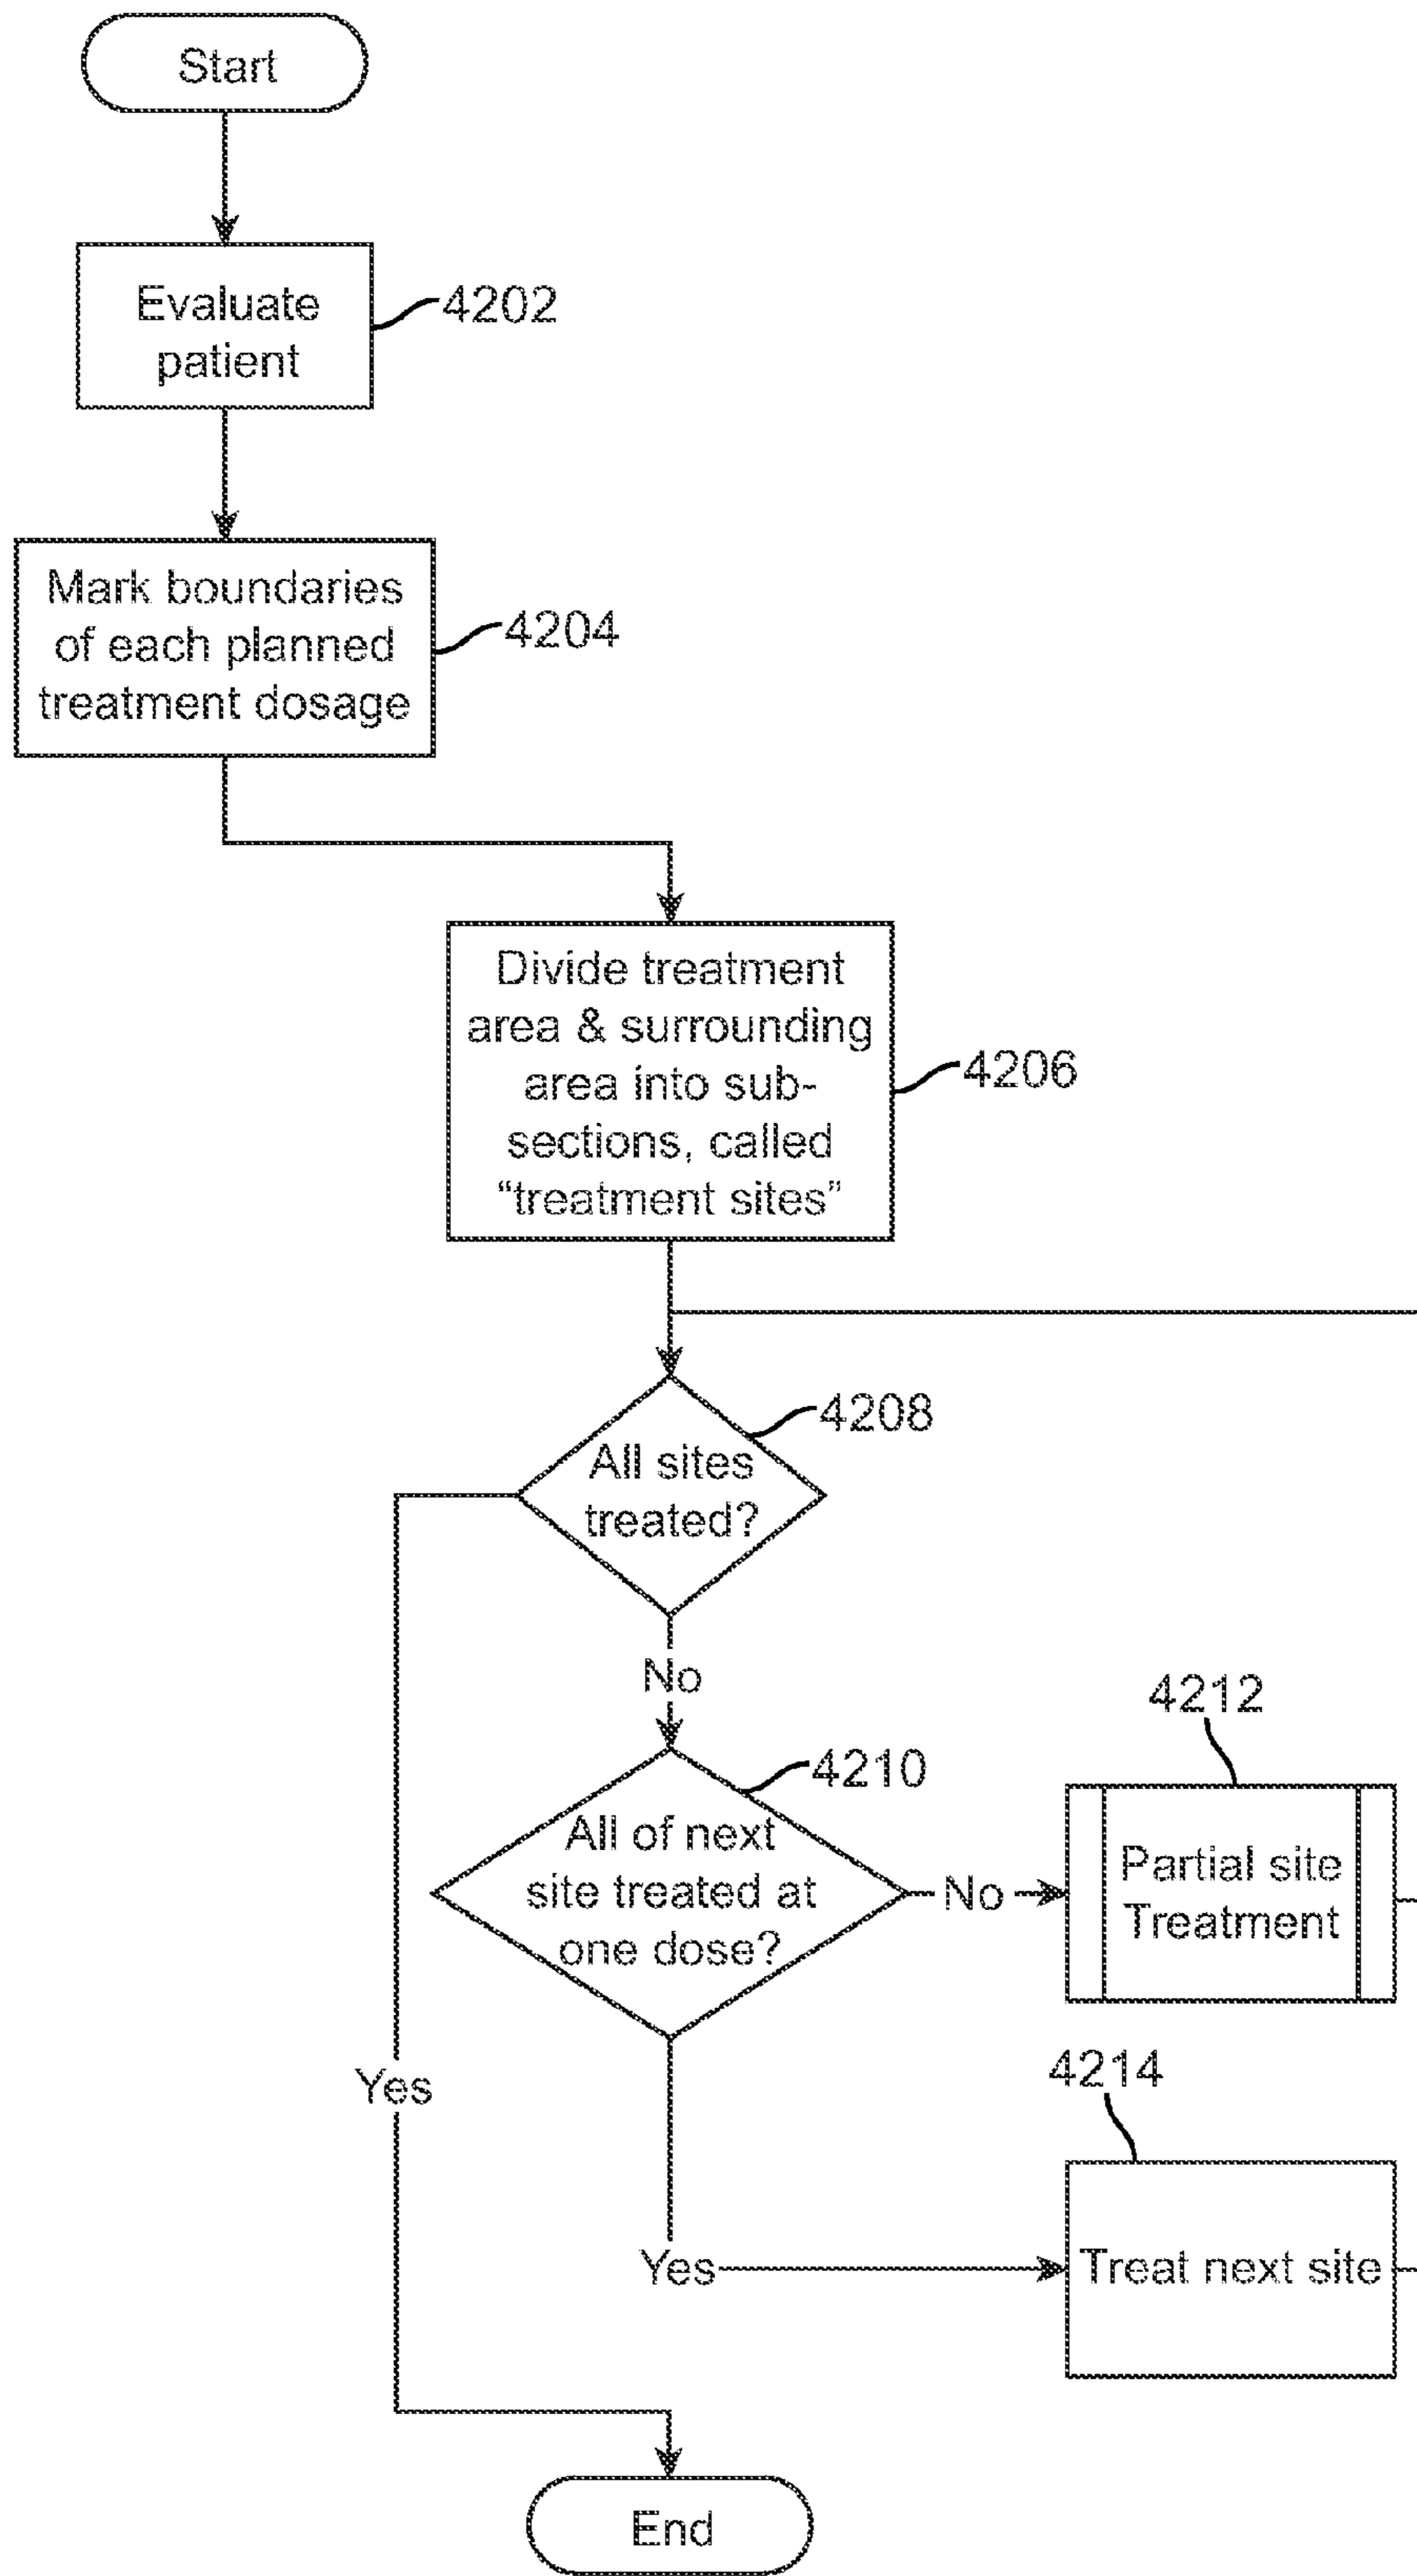 Start
Evaluate
patient
4202
Mark boundaries
of each planned
treatment dosage
4204
Divide treatment
area & surrounding
area into sub-
sections, called
“treatment sites”
4206
4208
All sites
treated?
No
4210
All of next
site treated at
one dose?
No
4212
Partial site
Treatment
Yes
4214
Yes
Treat next site
End